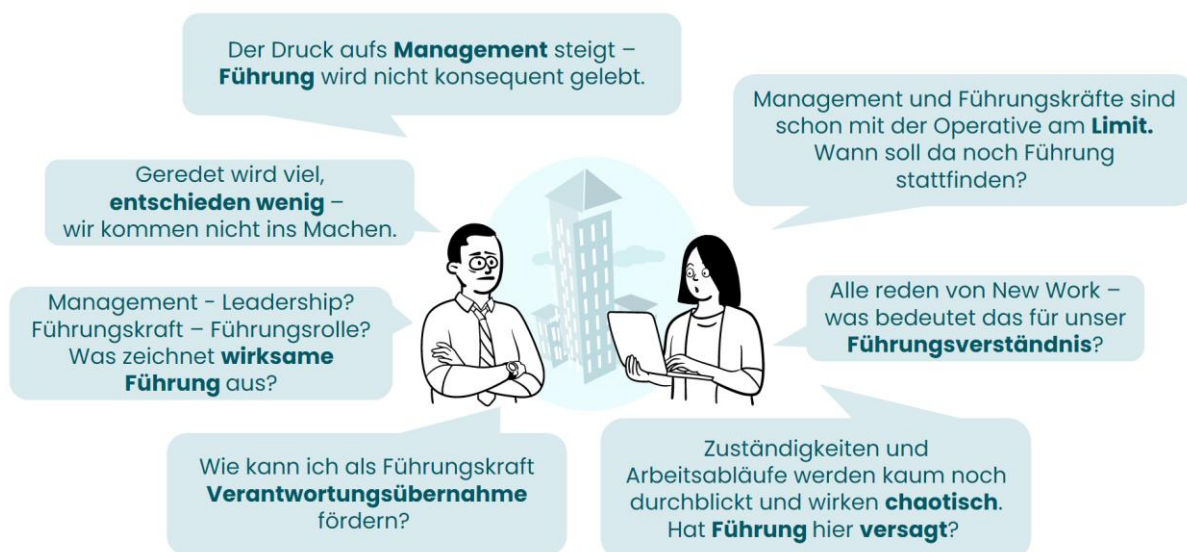 Der Druck aufs Management steigt –
Führung wird nicht konsequent gelebt.
Management und Führungskräfte sind
schon mit der Operative am Limit.
Wann soll da noch Führung
stattfinden?
Geredet wird viel,
entschieden wenig –
wir kommen nicht ins Machen.
Management - Leadership?
Führungskraft – Führungsrolle?
Was zeichnet wirksame
Führung aus?
Alle reden von New Work –
was bedeutet das für unser
Führungsverständnis?
Wie kann ich als Führungskraft
Verantwortungsübernahme
fördern?
Zuständigkeiten und
Arbeitsabläufe werden kaum noch
durchblickt und wirken chaotisch.
Hat Führung hier versagt?